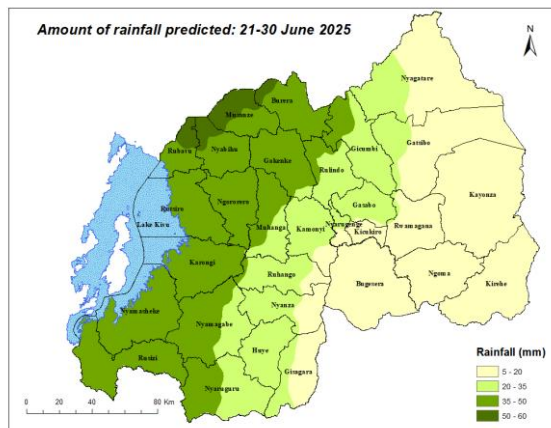 Amount of rainfall predicted: 21-30 June 2025
N
Nyagatare
Burera
Musanze
Gicumbi
Gatsibo
Rubavu
Nyabihu
Gakenke
Rulindo
Kayonza
Rutsiro
Ngororero
Gasabo
Lake Kivu
Muhanga
Kamonyi
Nyarugenge
Kicukiro
Rwamagana
Karongi
Ruhango
Bugesera
Ngoma
Kirehe
Nyamasheke
Nyanza
Nyamagabe
Rusizi
Huye
Gisagara
Nyaruguru
Rainfall (mm)
5 - 20
20 - 35
35 - 50
50 - 60
0 20 40 80 Km